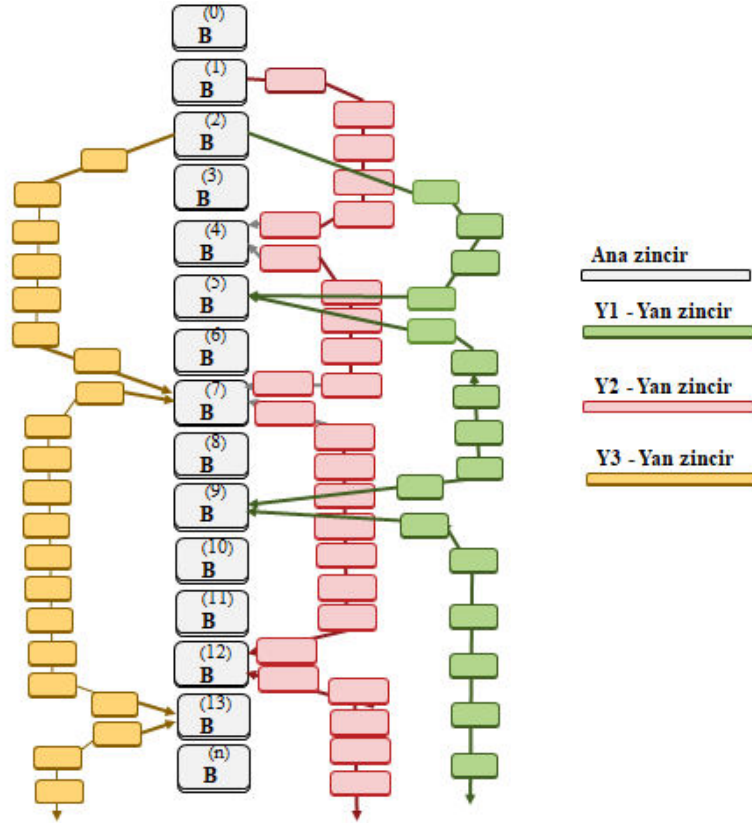 (0)
B
(1)
B
(2)
B
(3)
B
(4)
B
(5)
B
(6)
B
(7)
B
(8)
B
(9)
B
(10)
B
(11)
B
(12)
B
(13)
B
(n)
B
Ana zincir
Y1 - Yan zincir
Y2 - Yan zincir
Y3 - Yan zincir